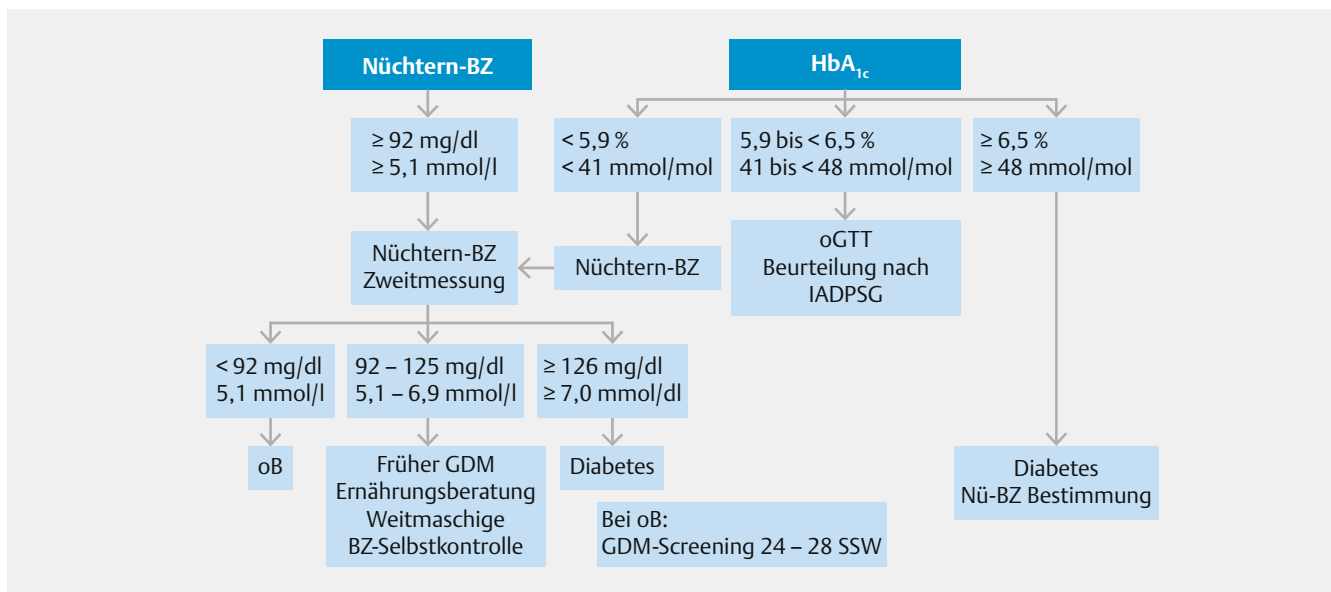 Nüchtern-BZ
HbA1c
≥ 92 mg/dl
≥ 5,1 mmol/l
< 5,9 %
< 41 mmol/mol
5,9 bis < 6,5 %
41 bis < 48 mmol/mol
≥ 6,5 %
≥ 48 mmol/mol
Nüchtern-BZ
Zweitmessung
Nüchtern-BZ
oGTT
Beurteilung nach
IADPSG
< 92 mg/dl
5,1 mmol/l
92 – 125 mg/dl
5,1 – 6,9 mmol/l
≥ 126 mg/dl
≥ 7,0 mmol/dl
oB
Früher GDM
Ernährungsberatung
Weitmaschige
BZ-Selbstkontrolle
Diabetes
Diabetes
Nü-BZ Bestimmung
Bei oB:
GDM-Screening 24 – 28 SSW